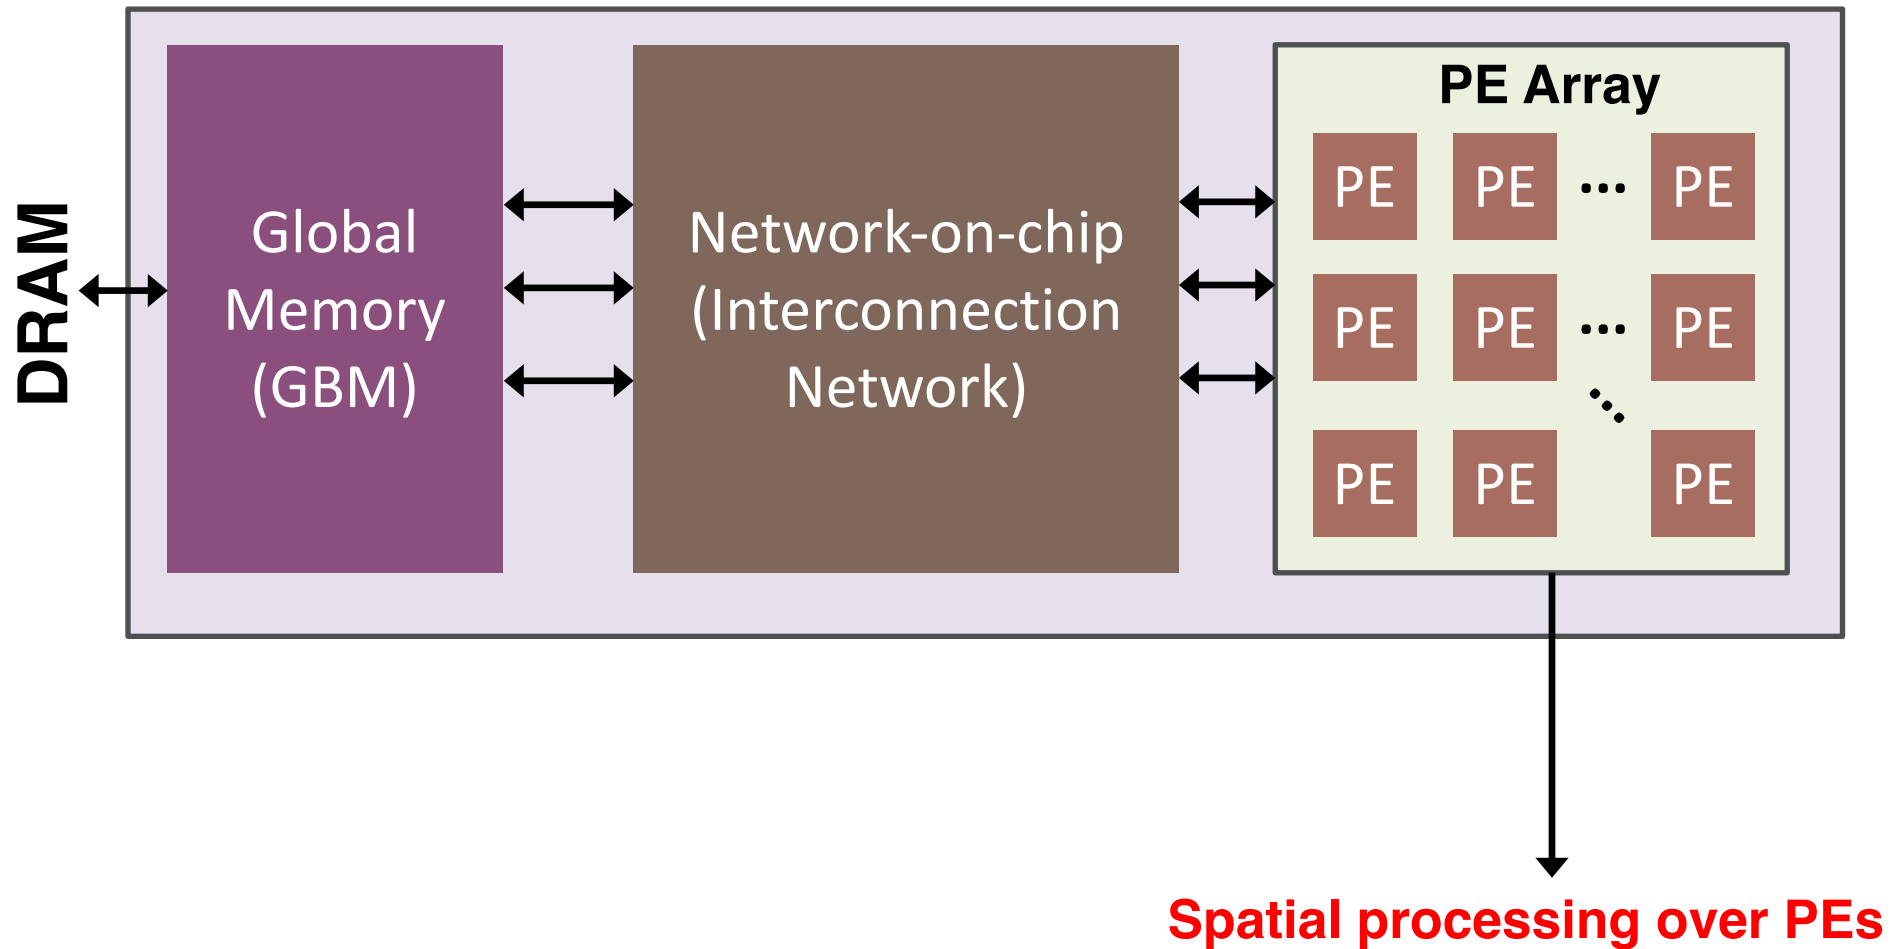 DRAM
Global
Memory
(GBM)
Network-on-chip
(Interconnection
Network)
PE Array
PE PE ... PE
PE PE ... PE
PE PE PE
Spatial processing over PEs